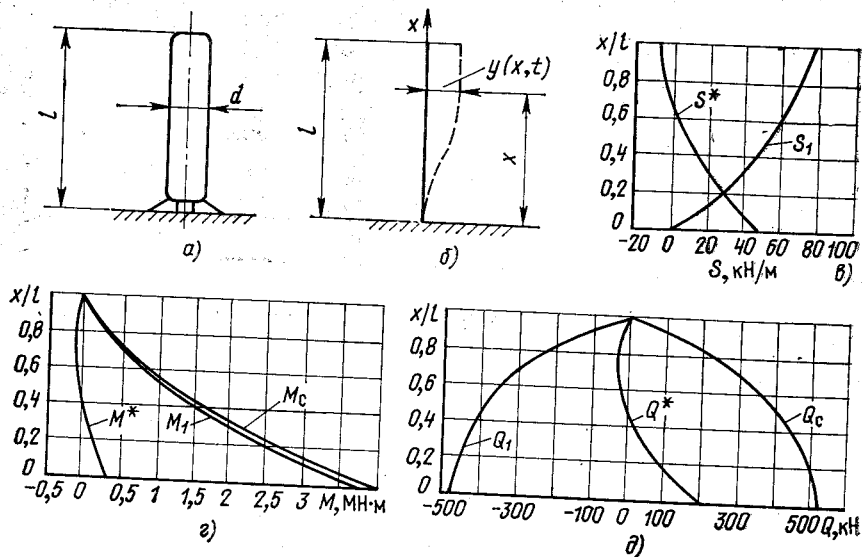 l
d
а)
x
y(x,t)
l
x
б)
x/l
0,8
0,6
0,4
0,2
0
S*
S₁
-20 0 20 40 60 80 100
S, кН/м
в)
x/l
0,8
0,6
0,4
0,2
0
M*
M₁
Mc
-0,5 0 0,5 1 1,5 2 2,5 3 M, МН·м
г)
x/l
0,8
0,6
0,4
0,2
0
Q₁
Q*
Qc
-500 -300 -100 0 100 300 500 Q, кН
д)